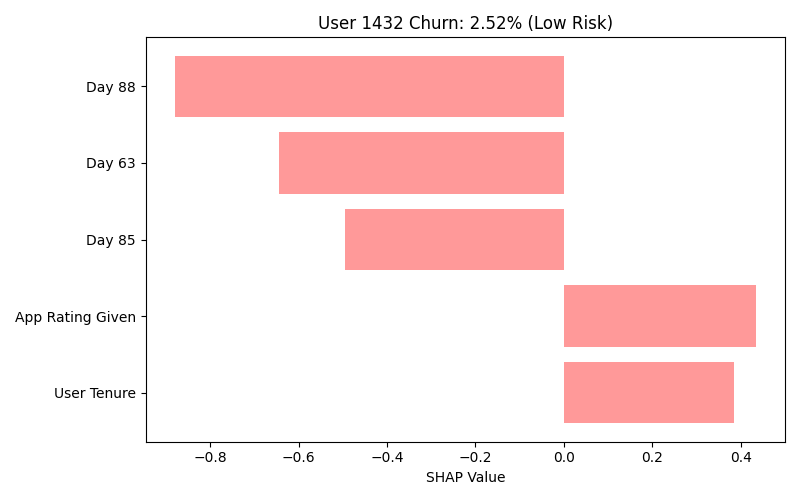 User 1432 Churn: 2.52% (Low Risk)
Day 88
Day 63
Day 85
App Rating Given
User Tenure
−0.8 −0.6 −0.4 −0.2 0.0 0.2 0.4
SHAP Value